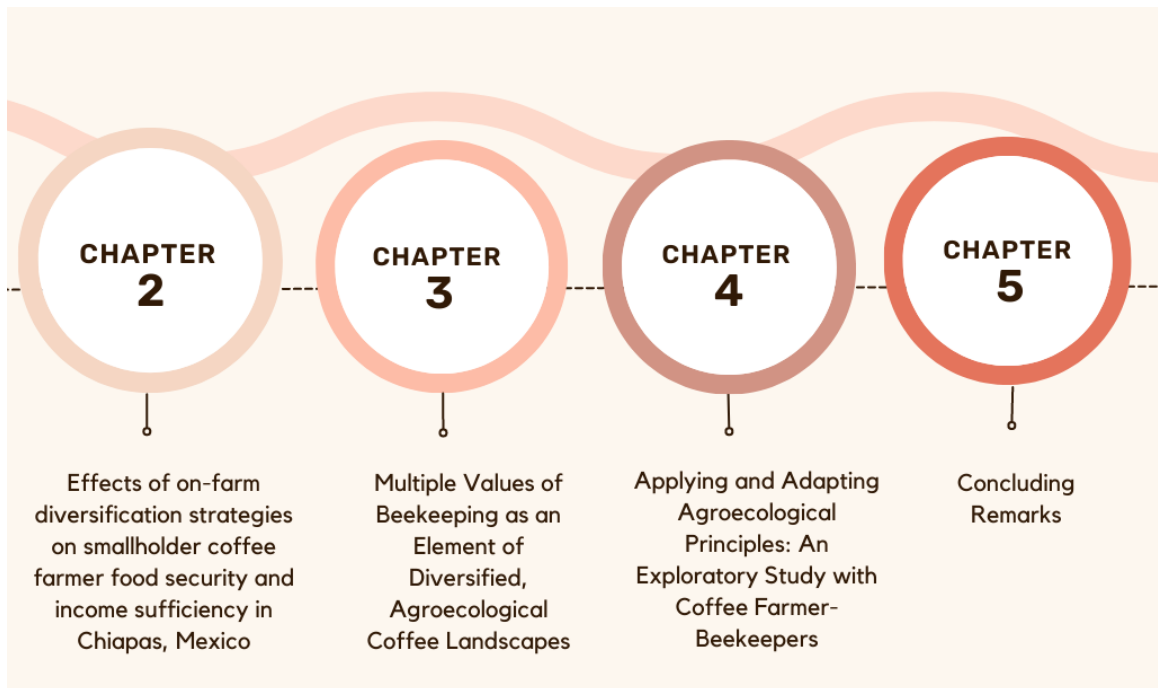 CHAPTER
2
Effects of on-farm
diversification strategies
on smallholder coffee
farmer food security and
income sufficiency in
Chiapas, Mexico
CHAPTER
3
Multiple Values of
Beekeeping as an
Element of
Diversified,
Agroecological
Coffee Landscapes
CHAPTER
4
Applying and Adapting
Agroecological
Principles: An
Exploratory Study with
Coffee Farmer-
Beekeepers
CHAPTER
5
Concluding
Remarks